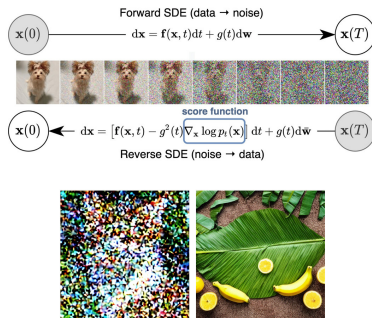 Forward SDE (data → noise)
x(0) dx = f(x, t)dt + g(t)dw x(T)
score function
x(0) dx = [f(x, t) − g²(t)∇ₓ log pₜ(x)] dt + g(t)dw̄ x(T)
Reverse SDE (noise → data)